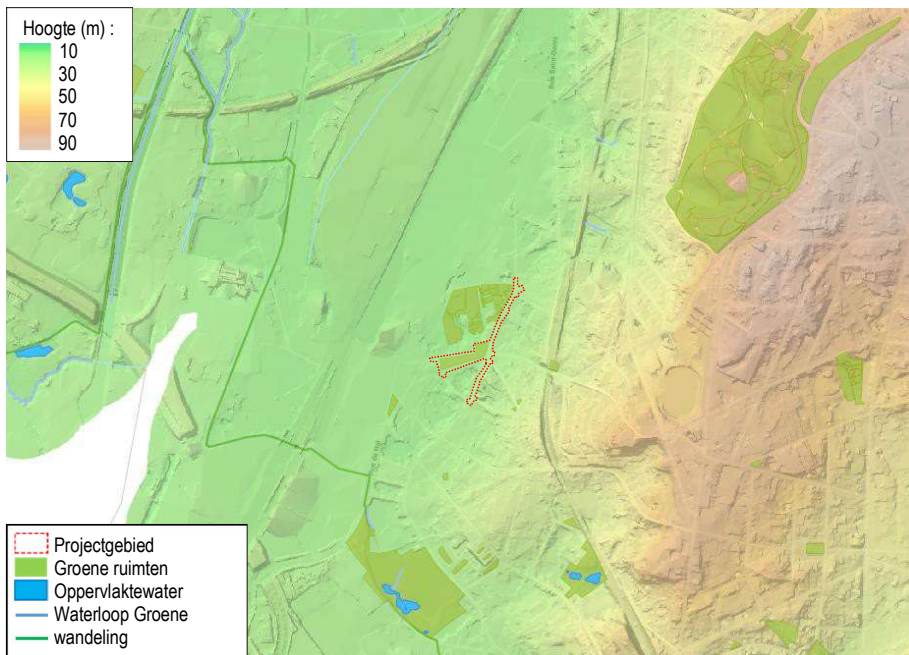 Hoogte (m) :
10
30
50
70
90
Projectgebied
Groene ruimten
Oppervlaktewater
Waterloop Groene
wandeling